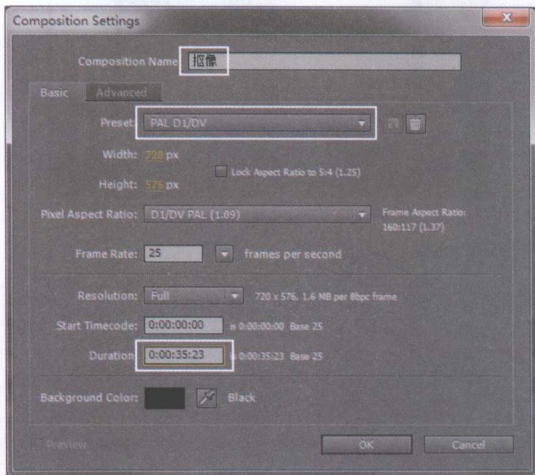 Composition Settings
Composition Name: 抠像
Basic Advanced
Preset: PAL D1/DV
Width: 720 px
Lock Aspect Ratio to 5:4 (1.25)
Height: 576 px
Pixel Aspect Ratio: D1/DV PAL (1.09) Frame Aspect Ratio:
160:117 (1.37)
Frame Rate: 25 frames per second
Resolution: Full 720 x 576, 1.6 MB per 8bpc frame
Start Timecode: 0:00:00:00 is 0:00:00:00 Base 25
Duration: 0:00:35:23 is 0:00:35:23 Base 25
Background Color: Black
Preview OK Cancel